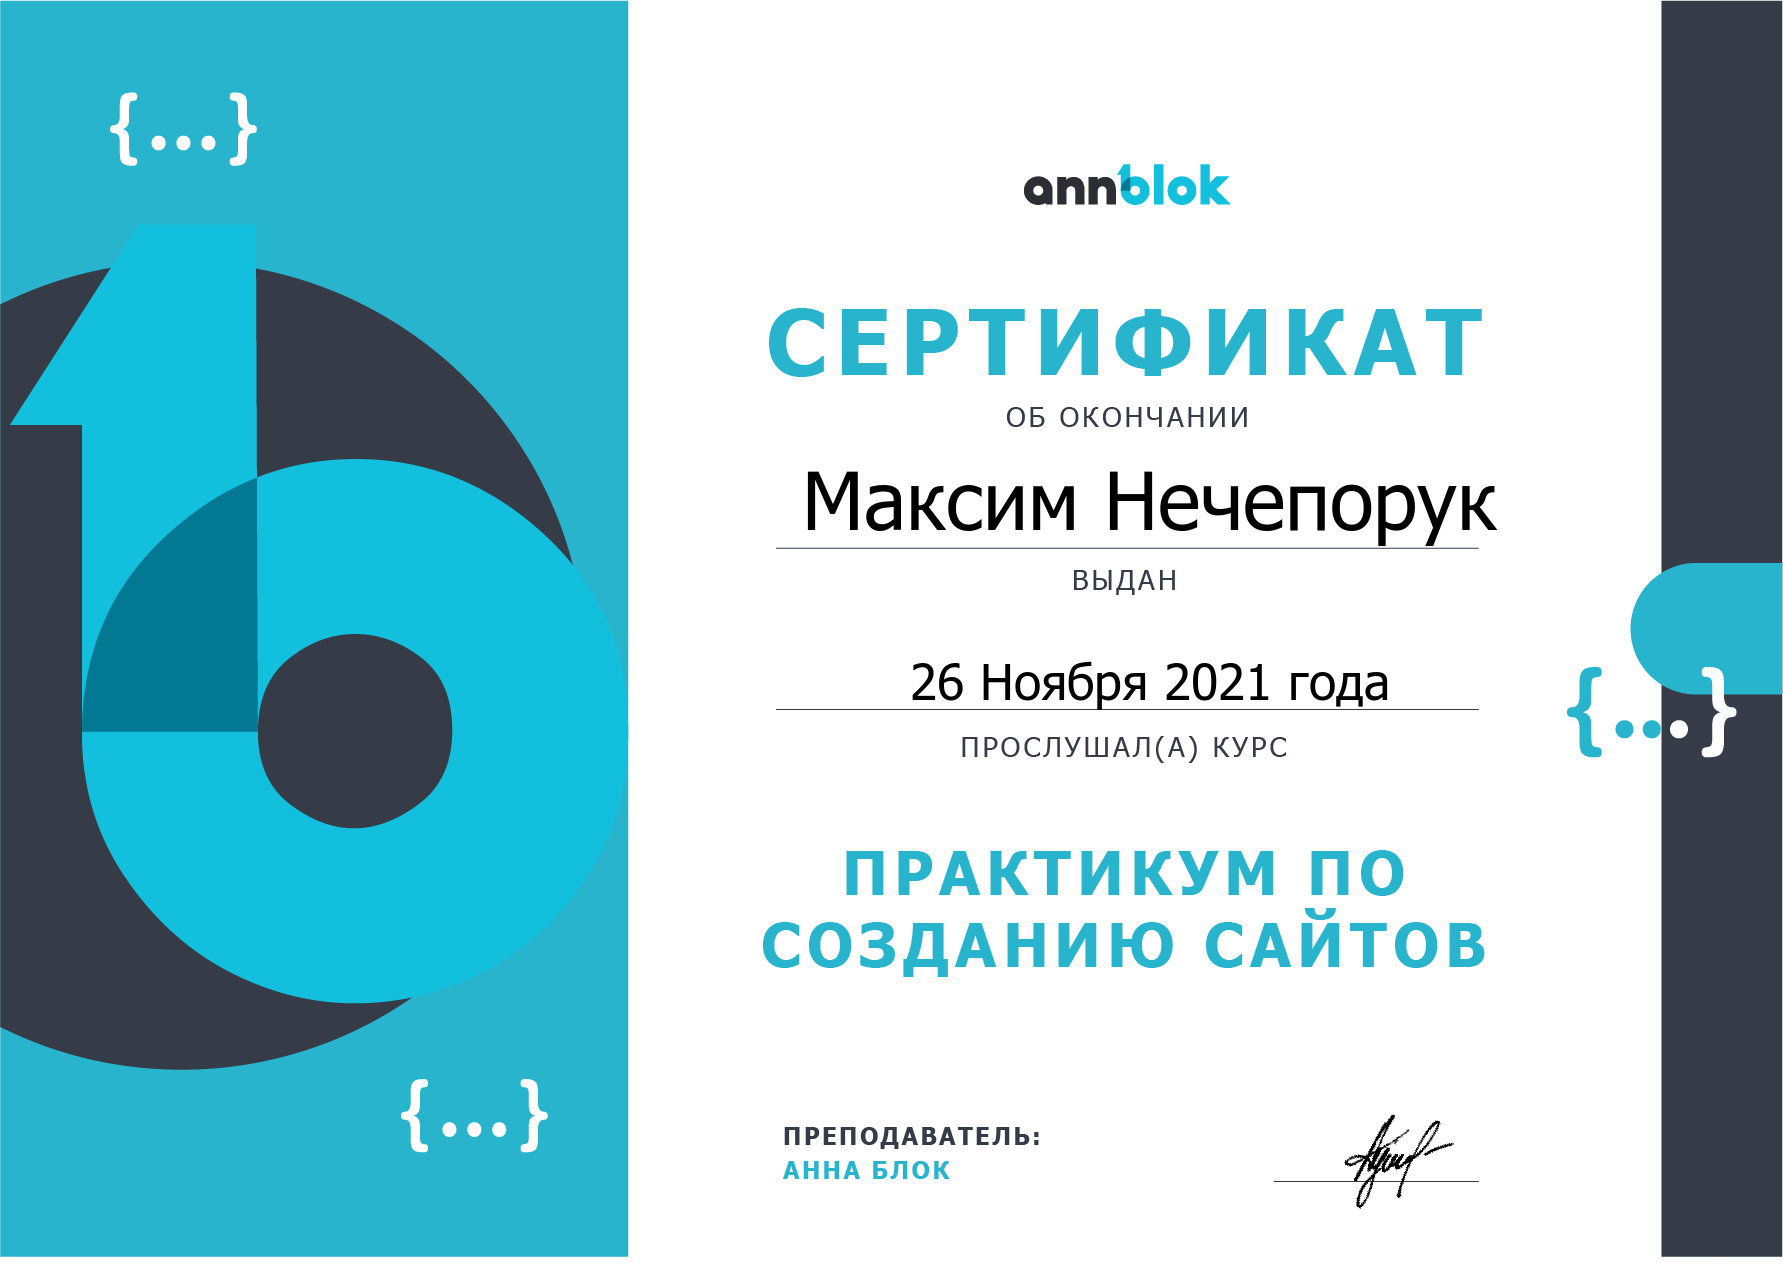 {...}
annblok
СЕРТИФИКАТ
ОБ ОКОНЧАНИИ
Максим Нечепорук
ВЫДАН
26 Ноября 2021 года
ПРОСЛУШАЛ(А) КУРС
{...}
ПРАКТИКУМ ПО
СОЗДАНИЮ САЙТОВ
{...}
ПРЕПОДАВАТЕЛЬ:
АННА БЛОК